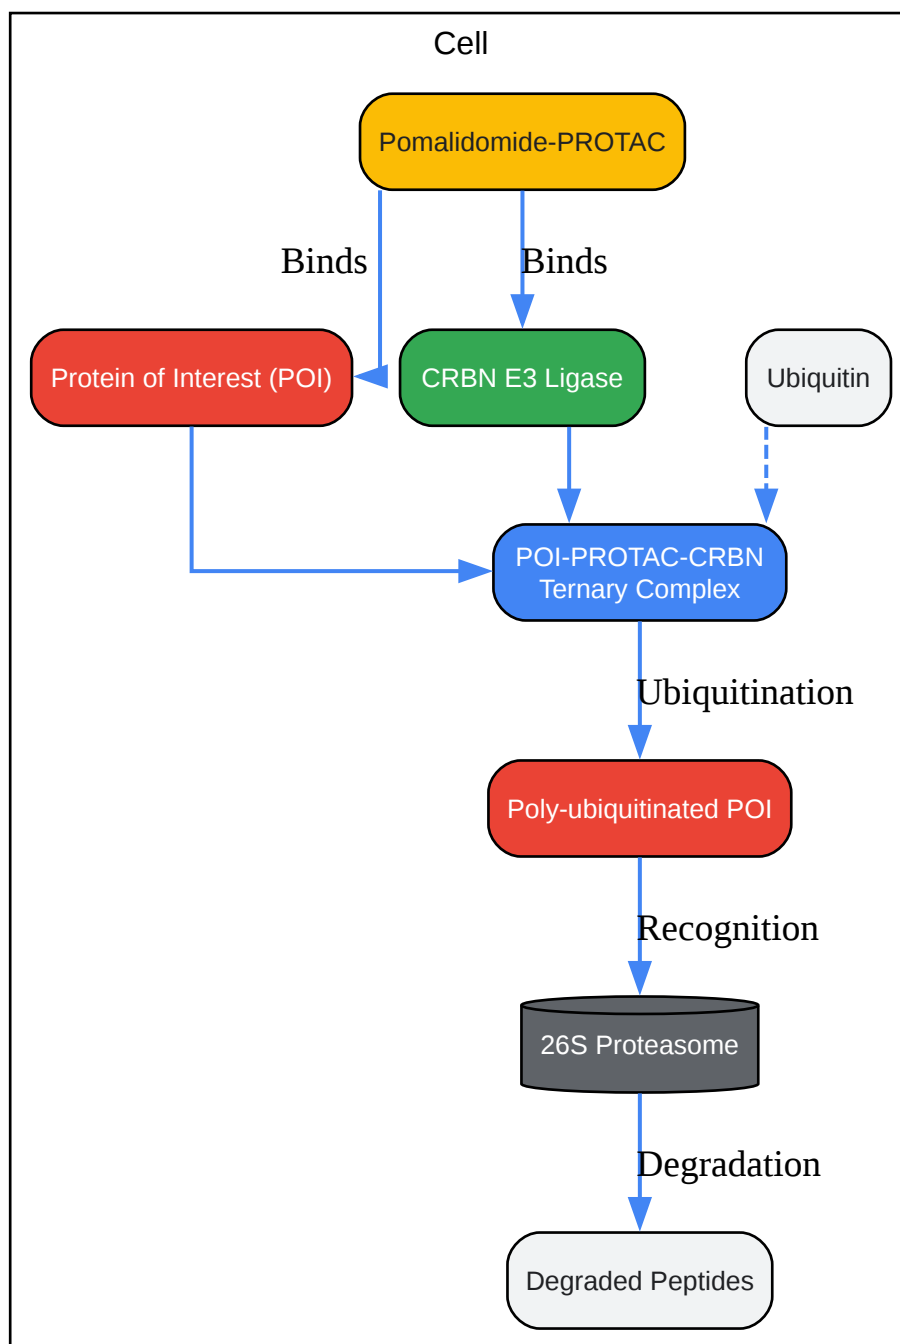 Cell
Pomalidomide-PROTAC
Binds
Binds
Protein of Interest (POI)
CRBN E3 Ligase
Ubiquitin
POI-PROTAC-CRBN
Ternary Complex
Ubiquitination
Poly-ubiquitinated POI
Recognition
26S Proteasome
Degradation
Degraded Peptides